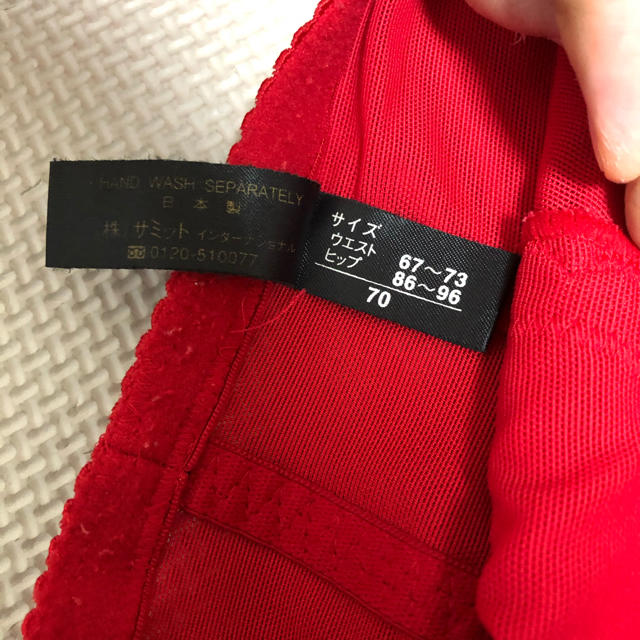 HAND WASH SEPARATELY
日本製
㈱ サミット インターナショナル
0120-510077
サイズ
ウエスト 67〜73
ヒップ 86〜96
70